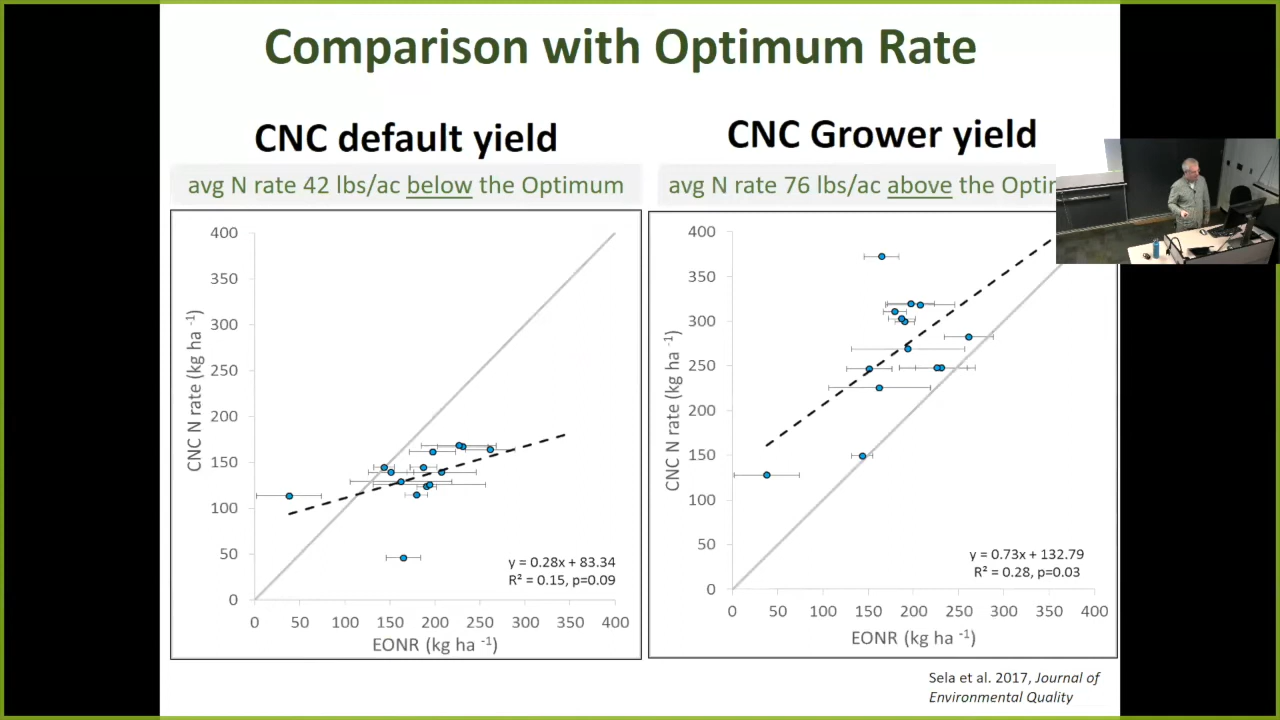 Comparison with Optimum Rate
CNC default yield
avg N rate 42 lbs/ac below the Optimum
400
350
300
250
200
150
100
50
0
CNC N rate (kg ha -1)
y = 0.28x + 83.34
R² = 0.15, p=0.09
0 50 100 150 200 250 300 350 400
EONR (kg ha -1)
CNC Grower yield
avg N rate 76 lbs/ac above the Optim
400
350
300
250
200
150
100
50
0
CNC N rate (kg ha -1)
y = 0.73x + 132.79
R² = 0.28, p=0.03
0 50 100 150 200 250 300 350 400
EONR (kg ha -1)
Sela et al. 2017, Journal of
Environmental Quality